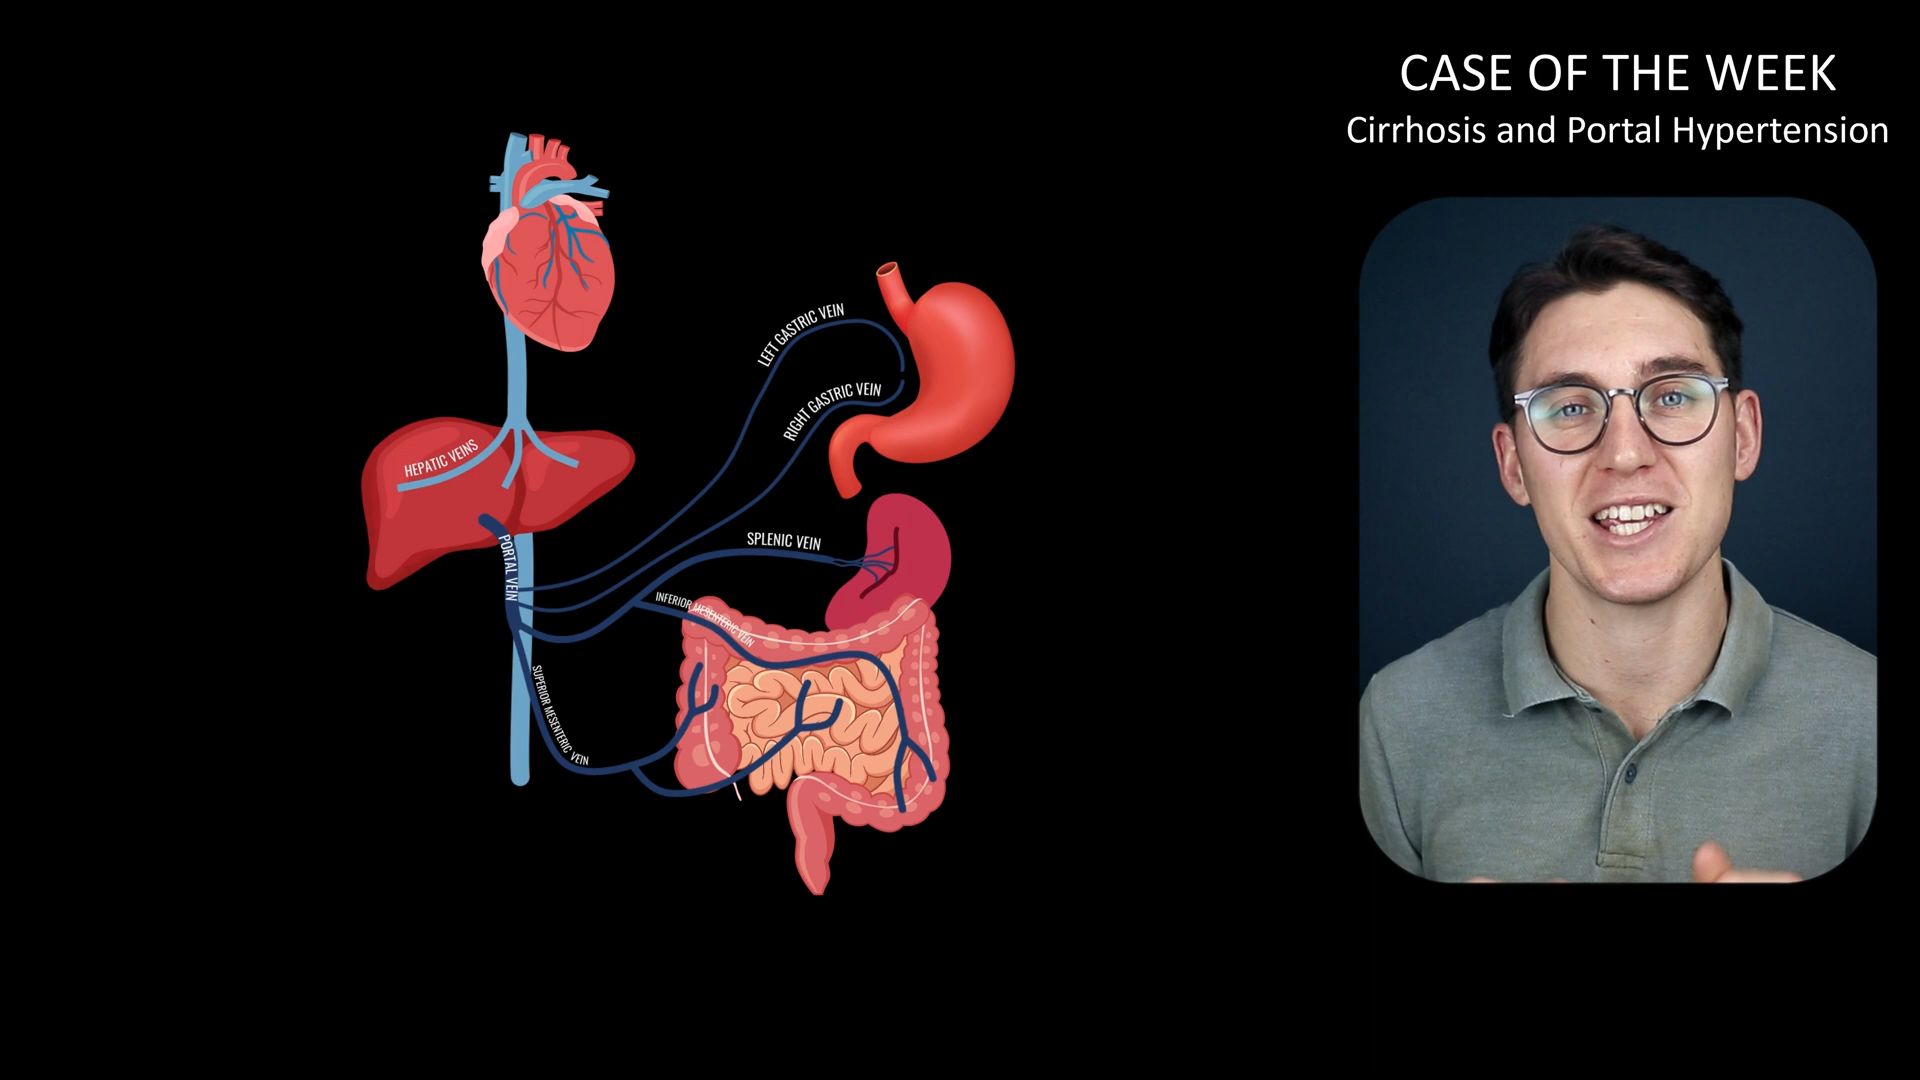 CASE OF THE WEEK
Cirrhosis and Portal Hypertension
LEFT GASTRIC VEIN
RIGHT GASTRIC VEIN
HEPATIC VEINS
SPLENIC VEIN
PORTAL VEIN
INFERIOR MESENTERIC VEIN
SUPERIOR MESENTERIC VEIN